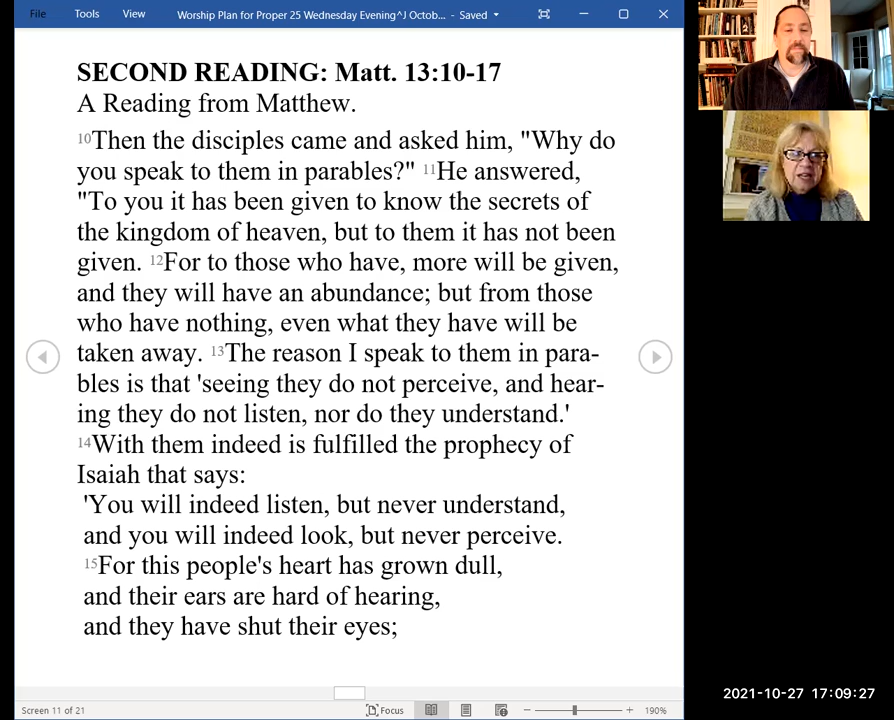 File Tools View Worship Plan for Proper 25 Wednesday Evening^J Octob... - Saved
SECOND READING: Matt. 13:10-17
A Reading from Matthew.
10Then the disciples came and asked him, "Why do
you speak to them in parables?" 11He answered,
"To you it has been given to know the secrets of
the kingdom of heaven, but to them it has not been
given. 12For to those who have, more will be given,
and they will have an abundance; but from those
who have nothing, even what they have will be
taken away. 13The reason I speak to them in para-
bles is that 'seeing they do not perceive, and hear-
ing they do not listen, nor do they understand.'
14With them indeed is fulfilled the prophecy of
Isaiah that says:
'You will indeed listen, but never understand,
and you will indeed look, but never perceive.
15For this people's heart has grown dull,
and their ears are hard of hearing,
and they have shut their eyes;
2021-10-27 17:09:27
Screen 11 of 21 Focus 190%